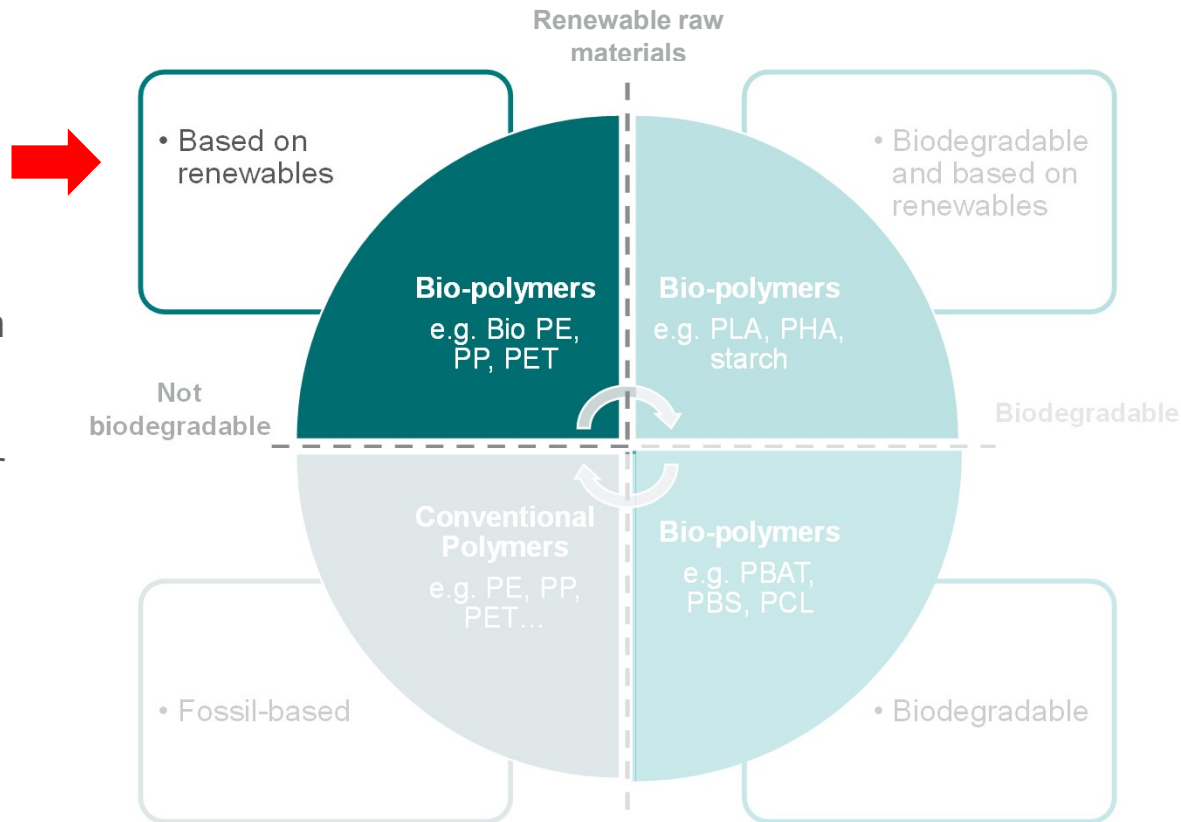 Renewable raw
materials
• Based on
renewables
• Biodegradable
and based on
renewables
Bio-polymers
e.g. Bio PE,
PP, PET
Bio-polymers
e.g. PLA, PHA,
starch
Not
biodegradable
Biodegradable
Conventional
Polymers
e.g. PE, PP,
PET...
Bio-polymers
e.g. PBAT,
PBS, PCL
• Fossil-based
• Biodegradable